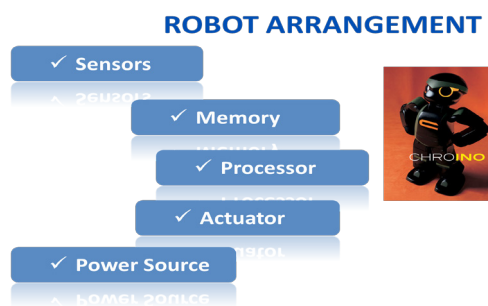 ROBOT ARRANGEMENT
✓ Sensors
✓ Memory
✓ Processor
✓ Actuator
✓ Power Source
CHROINO